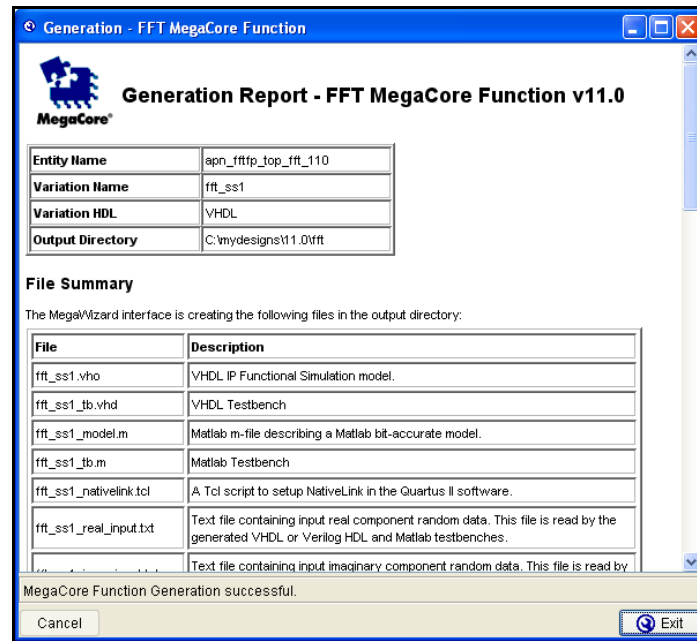 Generation - FFT MegaCore Function
MegaCore®
Generation Report - FFT MegaCore Function v11.0
Entity Name apn_fftfp_top_fft_110
Variation Name fft_ss1
Variation HDL VHDL
Output Directory C:\mydesigns\11.0\fft
File Summary
The MegaWizard interface is creating the following files in the output directory:
File Description
fft_ss1.vho VHDL IP Functional Simulation model.
fft_ss1_tb.vhd VHDL Testbench
fft_ss1_model.m Matlab m-file describing a Matlab bit-accurate model.
fft_ss1_tb.m Matlab Testbench
fft_ss1_nativelink.tcl A Tcl script to setup NativeLink in the Quartus II software.
fft_ss1_real_input.txt Text file containing input real component random data. This file is read by the
generated VHDL or Verilog HDL and Matlab testbenches.
Text file containing input imaginary component random data. This file is read by
MegaCore Function Generation successful.
Cancel Exit